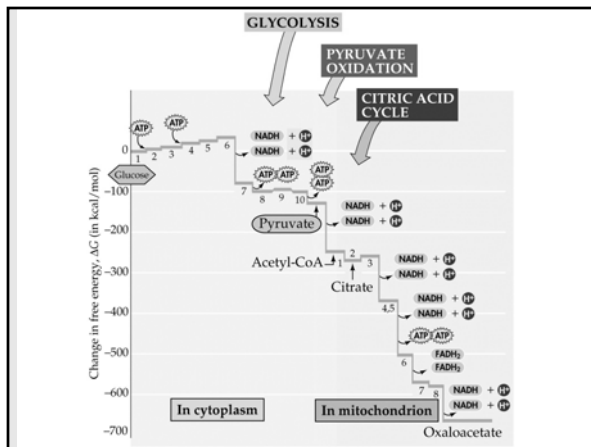 GLYCOLYSIS
PYRUVATE
OXIDATION
CITRIC ACID
CYCLE
Change in free energy, ΔG (in kcal/mol)
0
–100
–200
–300
–400
–500
–600
–700
ATP
ATP
1 2 3 4 5 6
Glucose
NADH + H+
NADH + H+
ATP ATP
ATP
ATP
7 8 9 10
Pyruvate
NADH + H+
NADH + H+
Acetyl-CoA
1 2 3
Citrate
NADH + H+
NADH + H+
4,5
NADH + H+
NADH + H+
ATP ATP
6
FADH₂
FADH₂
7 8
NADH + H+
NADH + H+
In cytoplasm
In mitochondrion
Oxaloacetate